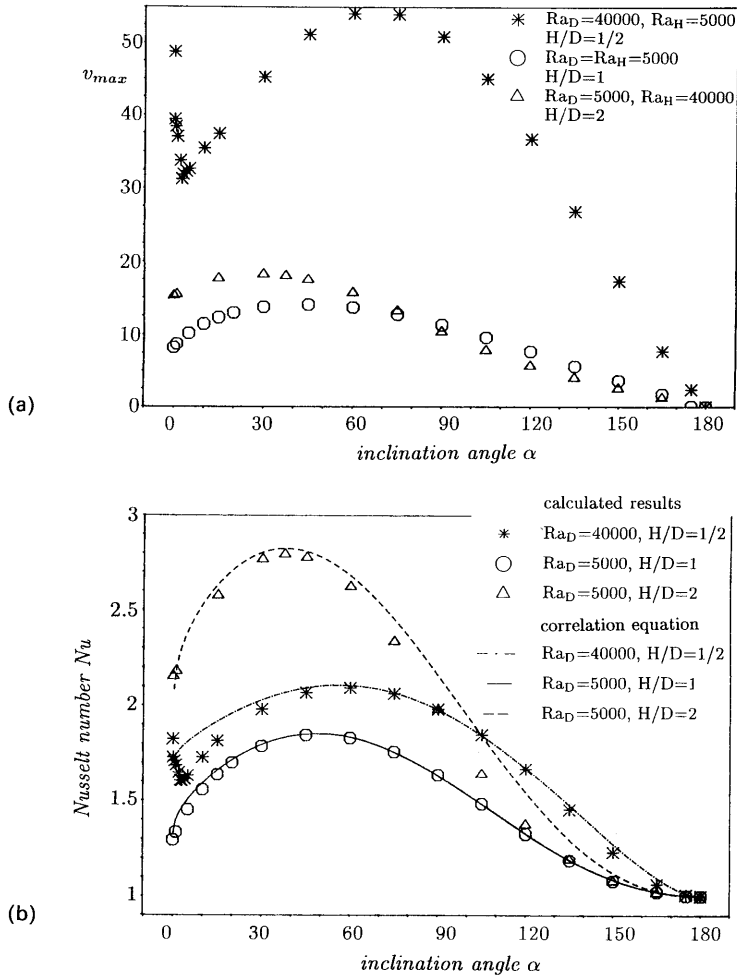 50
v_max
40
30
20
10
0
✳ Ra_D=40000, Ra_H=5000
H/D=1/2
○ Ra_D=Ra_H=5000
H/D=1
△ Ra_D=5000, Ra_H=40000
H/D=2
0 30 60 90 120 150 180
inclination angle α
(a)
3
2.5
2
1.5
1
Nusselt number Nu
calculated results
✳ Ra_D=40000, H/D=1/2
○ Ra_D=5000, H/D=1
△ Ra_D=5000, H/D=2
correlation equation
Ra_D=40000, H/D=1/2
Ra_D=5000, H/D=1
Ra_D=5000, H/D=2
0 30 60 90 120 150 180
inclination angle α
(b)